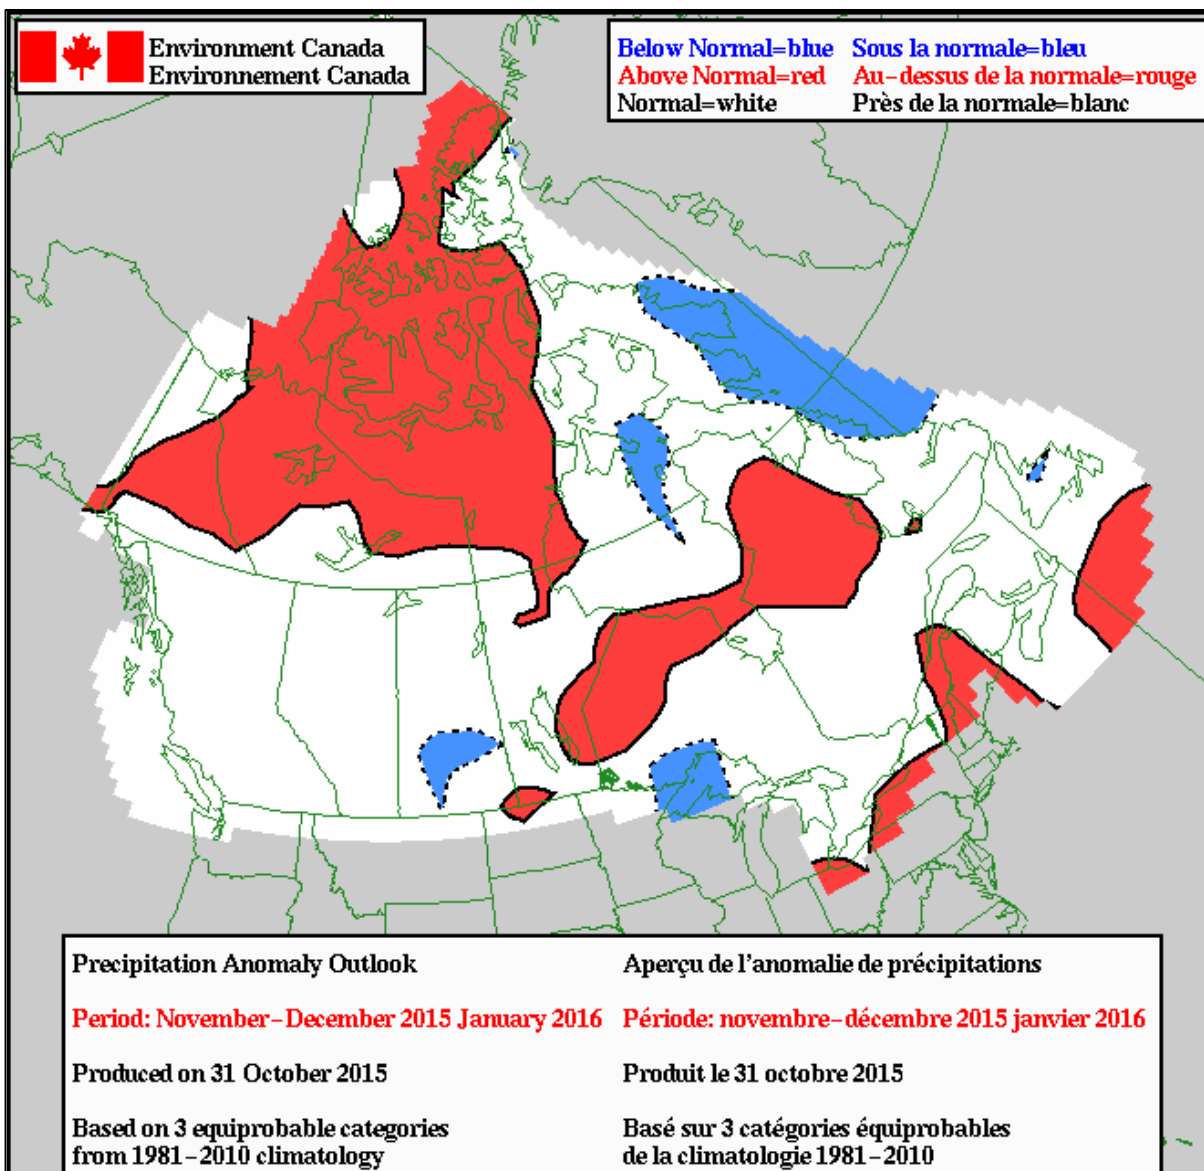 Environment Canada
Environnement Canada
Below Normal=blue Sous la normale=bleu
Above Normal=red Au-dessus de la normale=rouge
Normal=white Près de la normale=blanc
Precipitation Anomaly Outlook
Period: November-December 2015 January 2016
Produced on 31 October 2015
Based on 3 equiprobable categories
from 1981-2010 climatology
Aperçu de l'anomalie de précipitations
Période: novembre-décembre 2015 janvier 2016
Produit le 31 octobre 2015
Basé sur 3 catégories équiprobables
de la climatologie 1981-2010